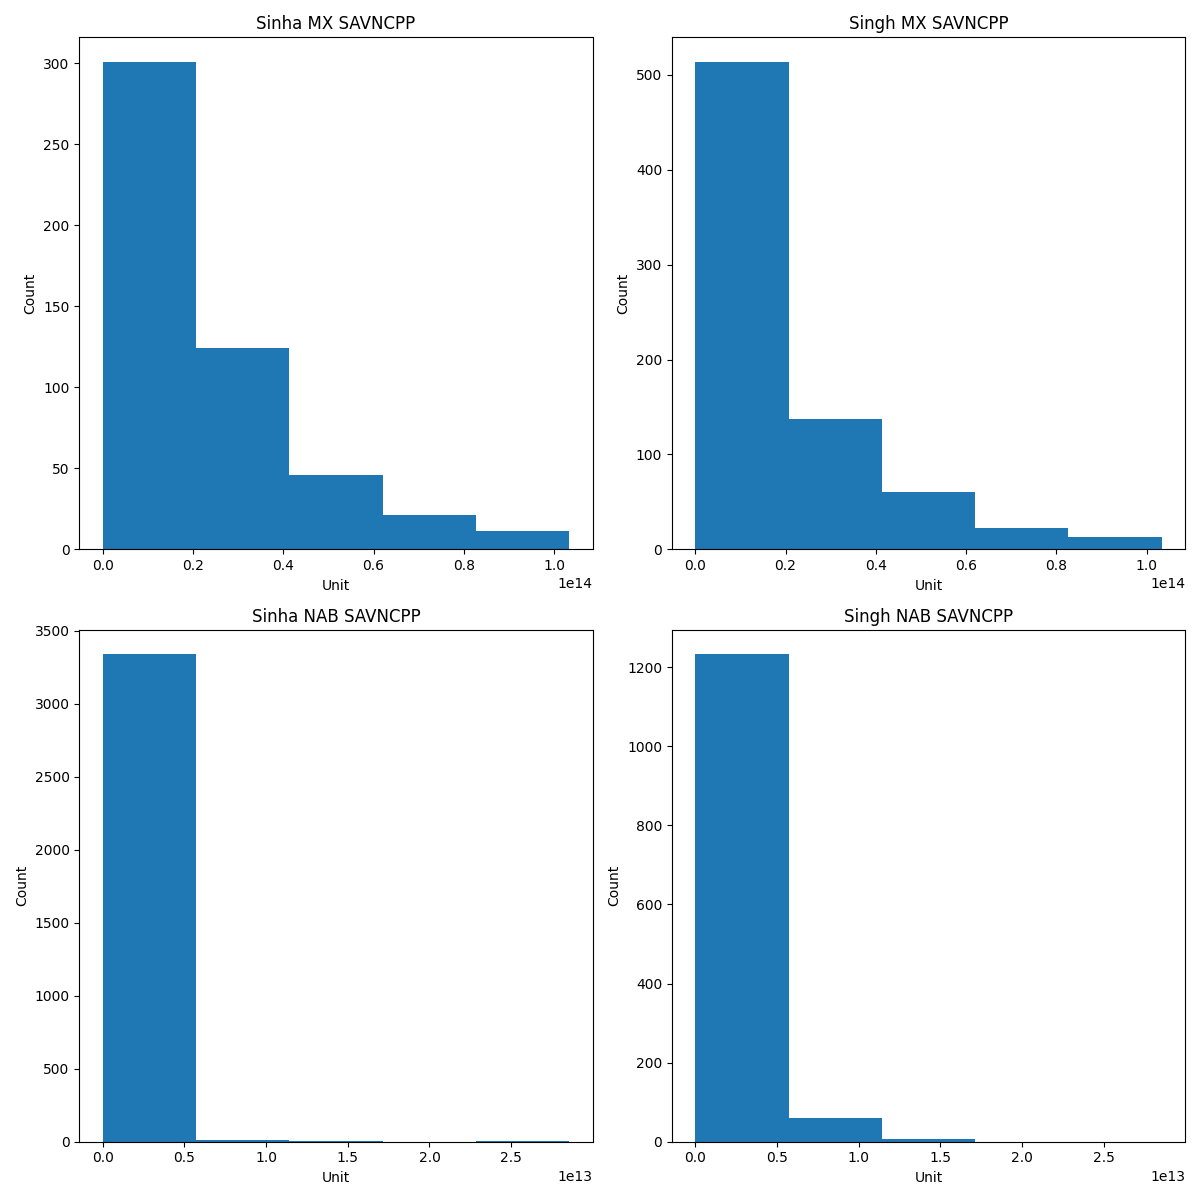 Sinha MX SAVNCPP
300
250
200
150
100
50
0
Count
0.0 0.2 0.4 0.6 0.8 1.0
1e14
Unit
Singh MX SAVNCPP
500
400
300
200
100
0
Count
0.0 0.2 0.4 0.6 0.8 1.0
1e14
Unit
Sinha NAB SAVNCPP
3500
3000
2500
2000
1500
1000
500
0
Count
0.0 0.5 1.0 1.5 2.0 2.5
1e13
Unit
Singh NAB SAVNCPP
1200
1000
800
600
400
200
0
Count
0.0 0.5 1.0 1.5 2.0 2.5
1e13
Unit